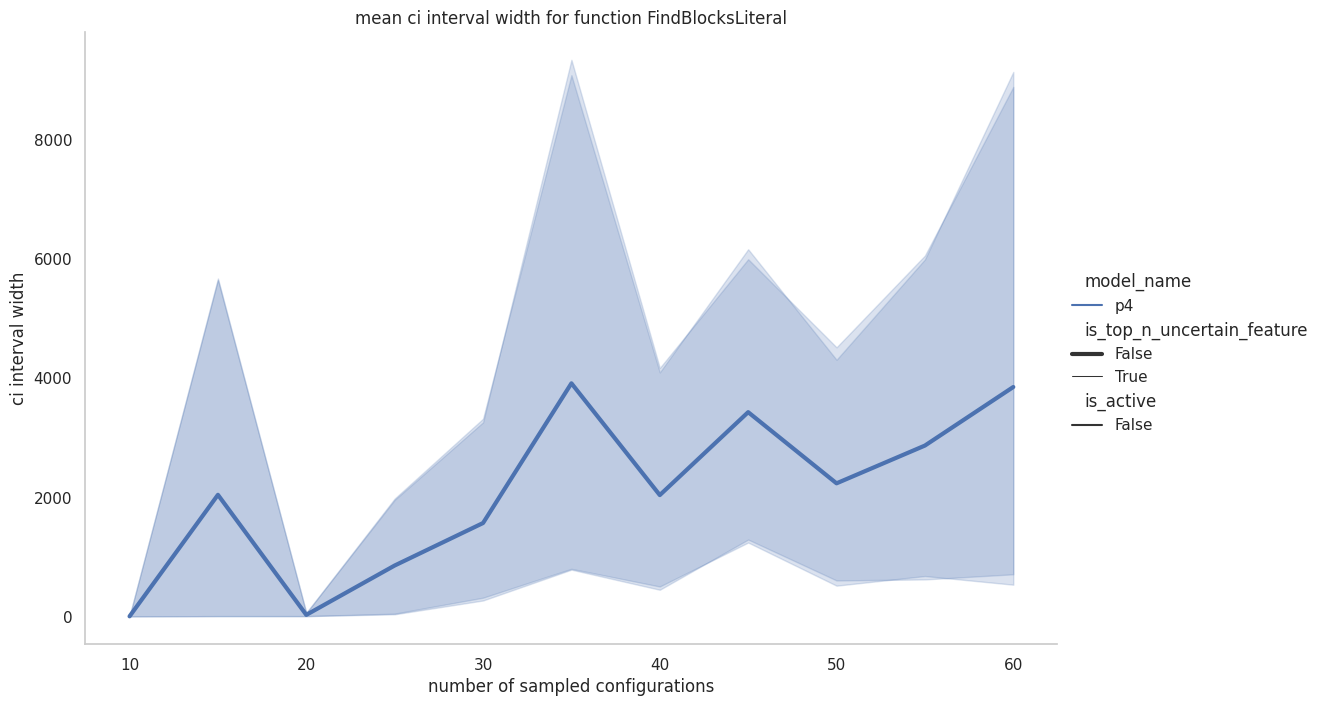 mean ci interval width for function FindBlocksLiteral
ci interval width
8000
6000
4000
2000
0
10
20
30
40
50
60
number of sampled configurations
model_name
p4
is_top_n_uncertain_feature
False
True
is_active
False